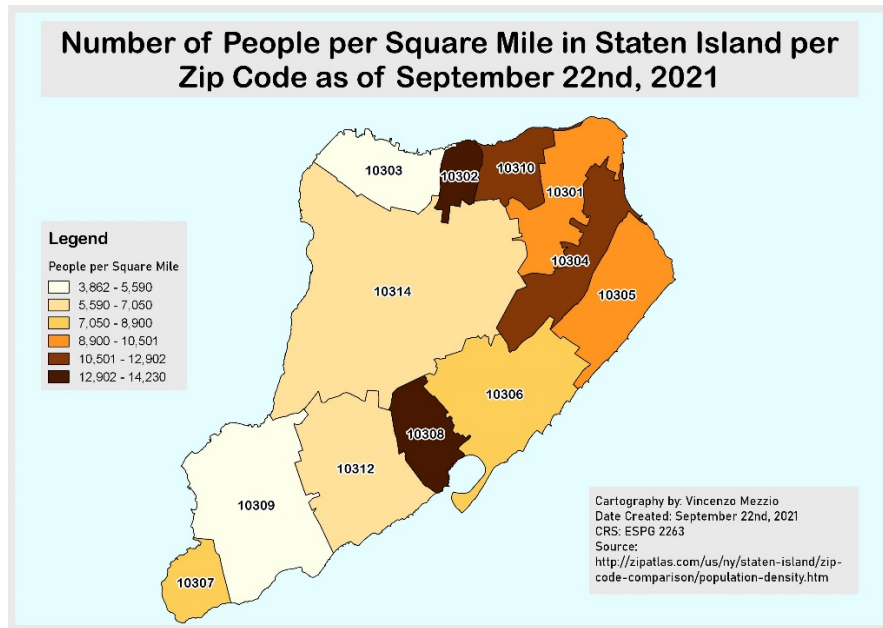 Number of People per Square Mile in Staten Island per
Zip Code as of September 22nd, 2021
10303
10302
10310
10301
10304
10305
10314
10306
10308
10312
10309
10307
Legend
People per Square Mile
3,862 - 5,590
5,590 - 7,050
7,050 - 8,900
8,900 - 10,501
10,501 - 12,902
12,902 - 14,230
Cartography by: Vincenzo Mezzio
Date Created: September 22nd, 2021
CRS: ESPG 2263
Source:
http://zipatlas.com/us/ny/staten-island/zip-
code-comparison/population-density.htm